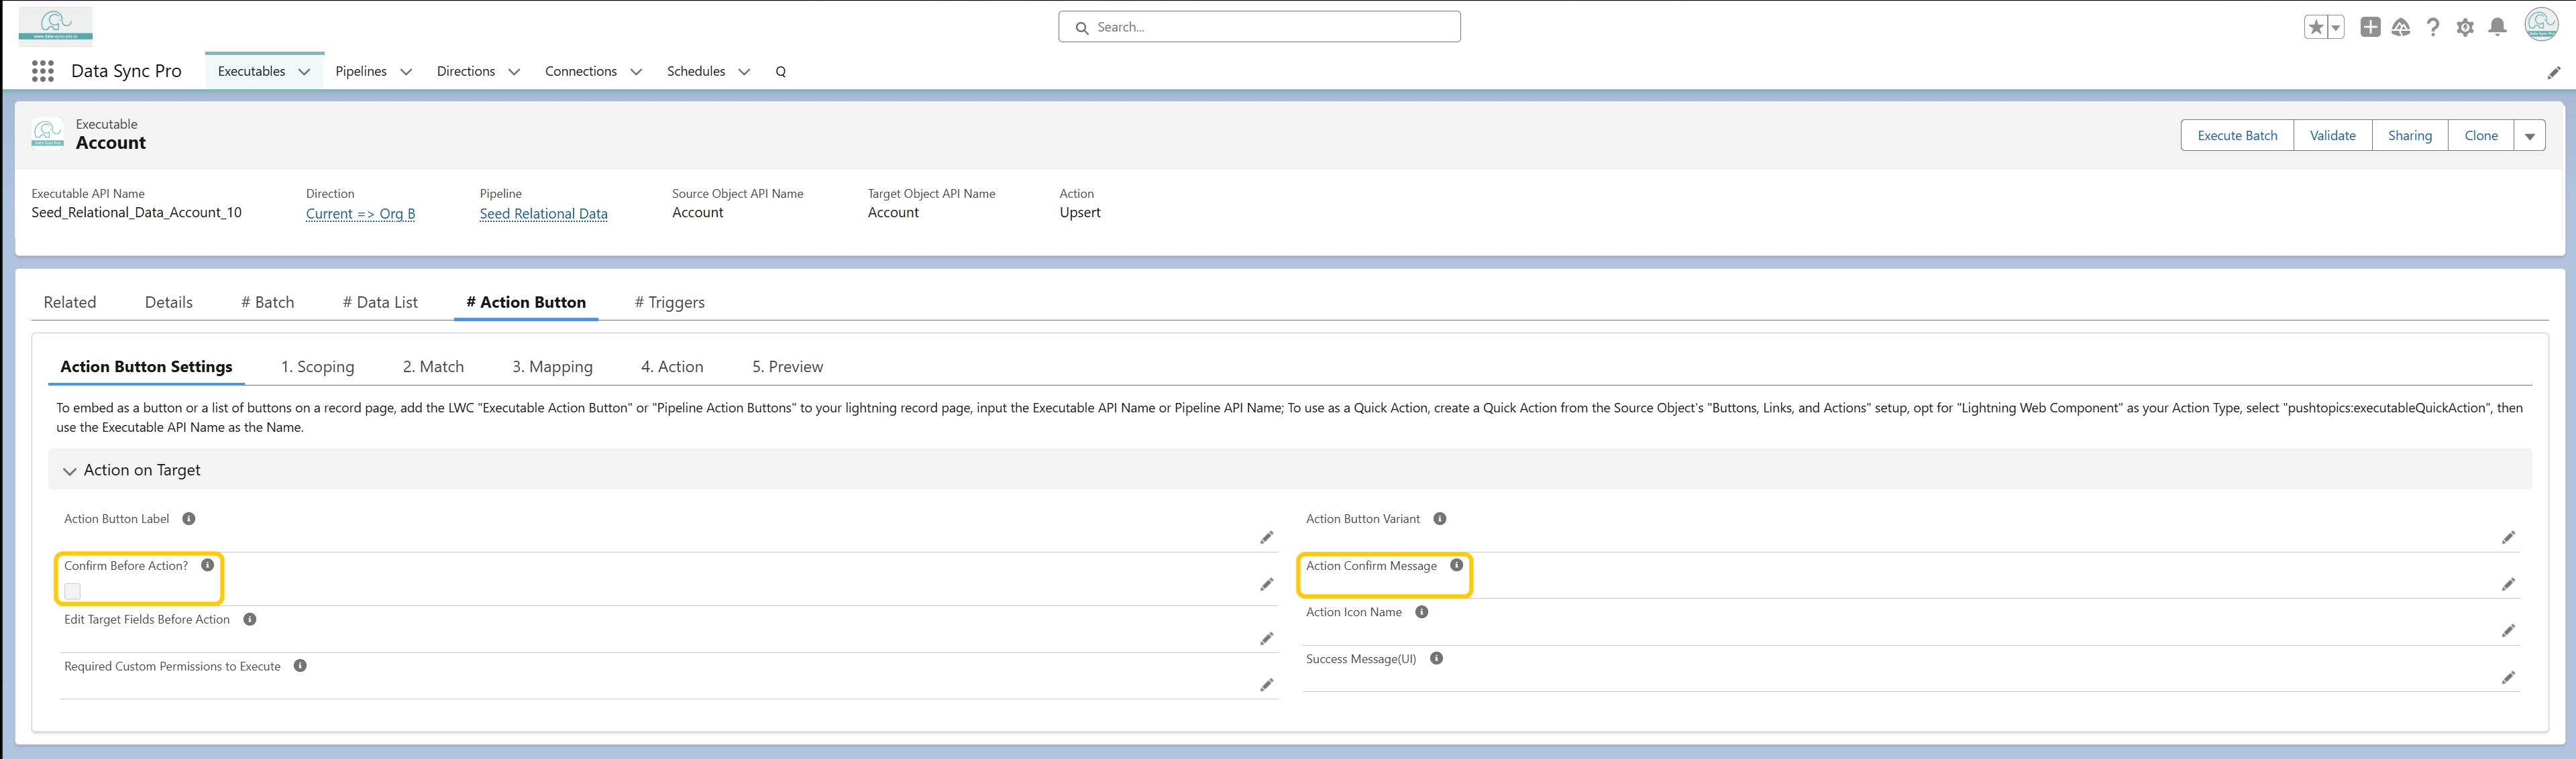 www.data-sync-pro.io
Search...
Data Sync Pro
Executables
Pipelines
Directions
Connections
Schedules
Q
Executable
Account
Execute Batch
Validate
Sharing
Clone
Executable API Name
Direction
Pipeline
Source Object API Name
Target Object API Name
Action
Seed_Relational_Data_Account_10
Current => Org B
Seed Relational Data
Account
Account
Upsert
Related
Details
# Batch
# Data List
# Action Button
# Triggers
Action Button Settings
1. Scoping
2. Match
3. Mapping
4. Action
5. Preview
To embed as a button or a list of buttons on a record page, add the LWC "Executable Action Button" or "Pipeline Action Buttons" to your lightning record page, input the Executable API Name or Pipeline API Name; To use as a Quick Action, create a Quick Action from the Source Object's "Buttons, Links, and Actions" setup, opt for "Lightning Web Component" as your Action Type, select "pushtopics:executableQuickAction", then
use the Executable API Name as the Name.
Action on Target
Action Button Label
Action Button Variant
Confirm Before Action?
Action Confirm Message
Edit Target Fields Before Action
Action Icon Name
Required Custom Permissions to Execute
Success Message(UI)